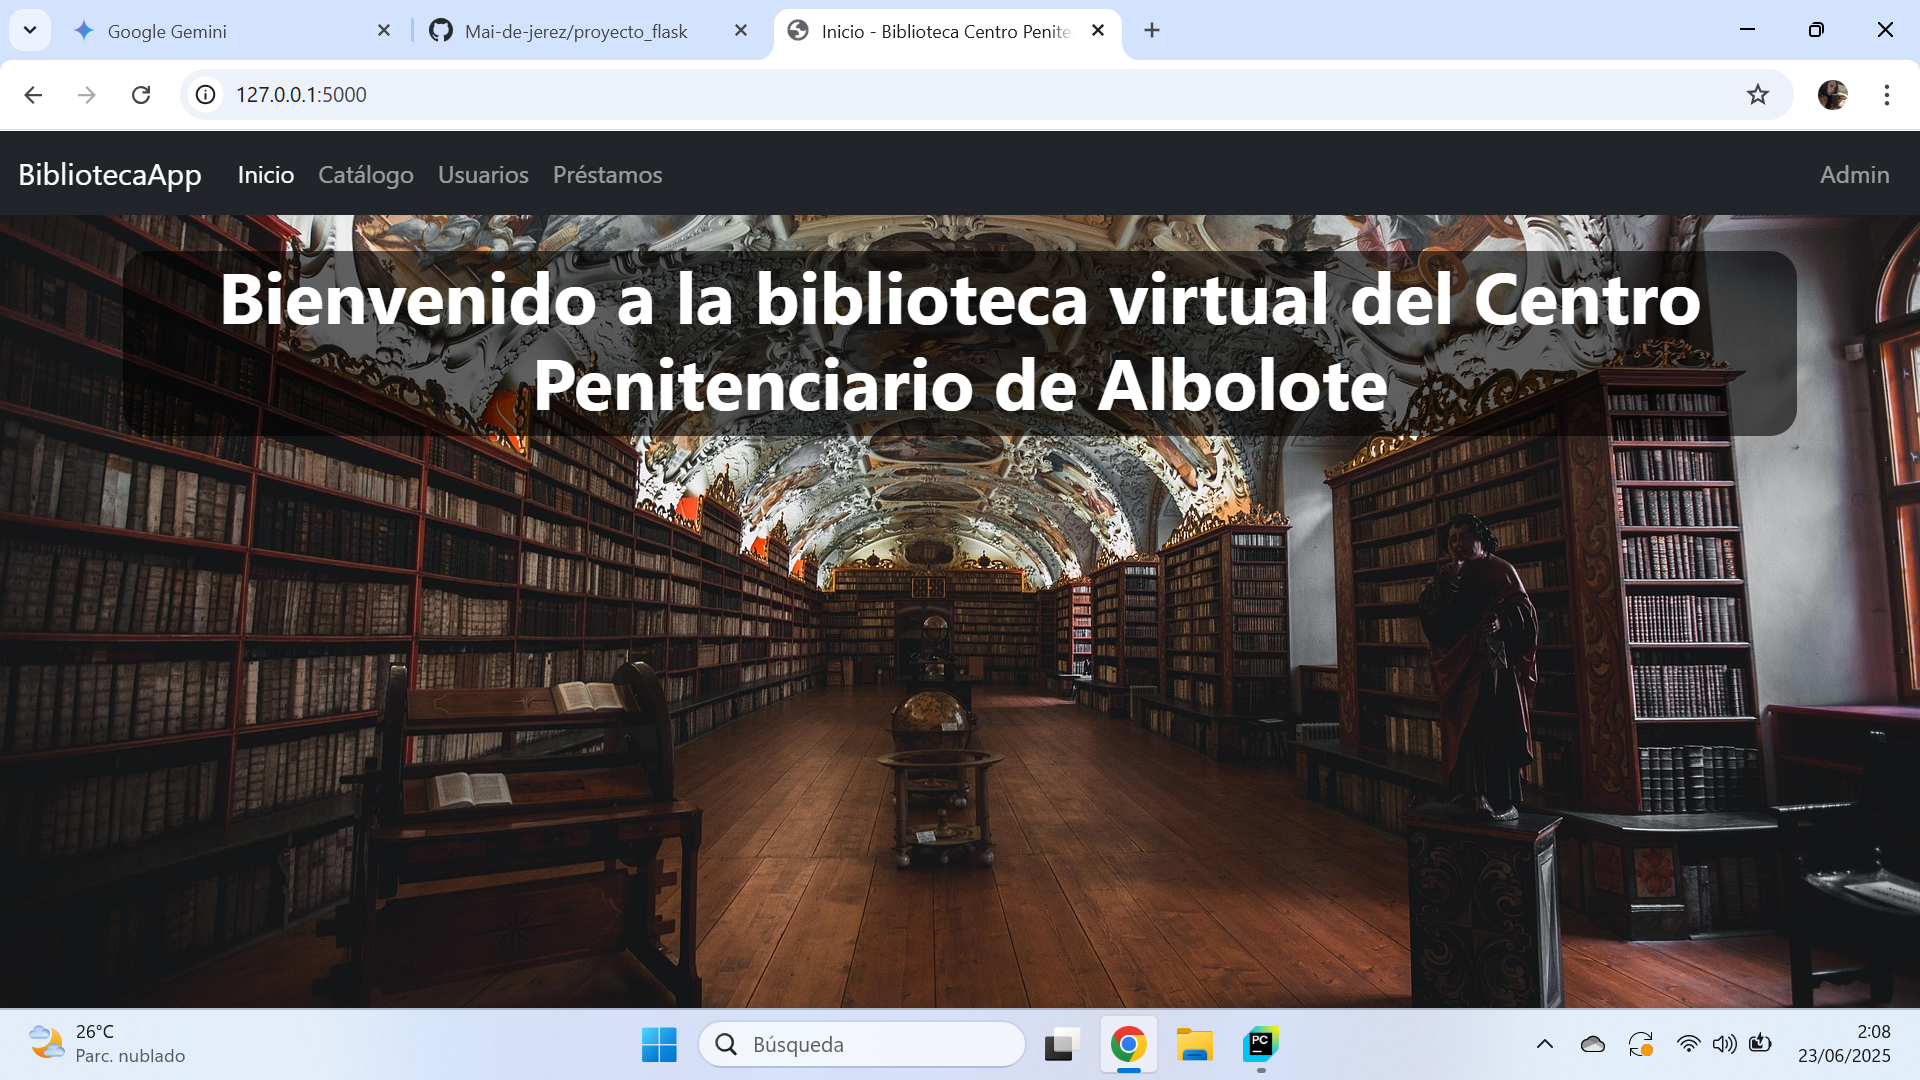 Google Gemini
Mai-de-jerez/proyecto_flask
Inicio - Biblioteca Centro Penite
127.0.0.1:5000
BibliotecaApp Inicio Catálogo Usuarios Préstamos Admin
Bienvenido a la biblioteca virtual del Centro
Penitenciario de Albolote
26°C
Parc. nublado
Búsqueda
PC
2:08
23/06/2025